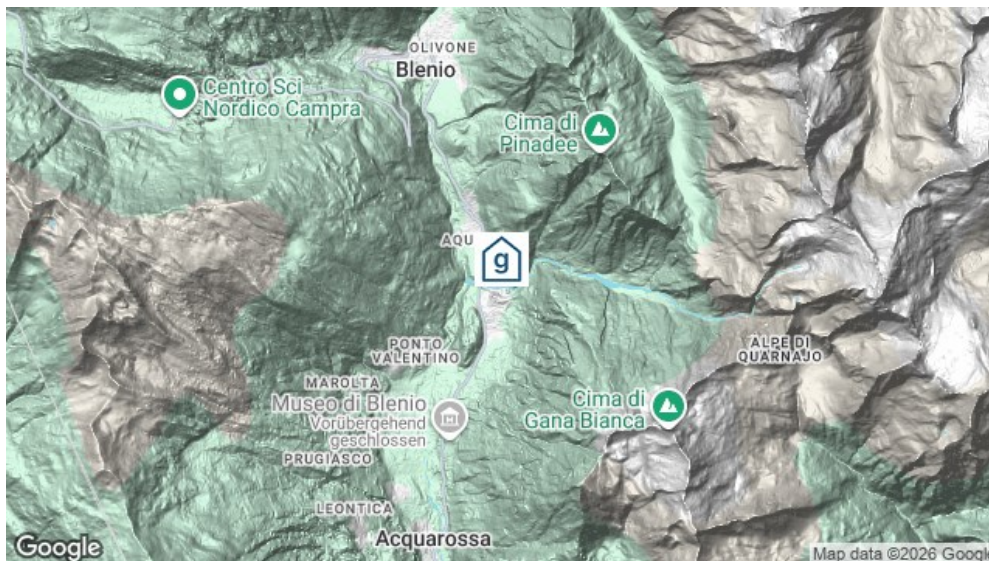 OLIVONE
Blenio
Centro Sci
Nordico Campra
Cima di
Pinadee
AQU
g
PONTO
VALENTINO
ALPE DI
QUARNAJO
MAROLTA
Museo di Blenio
Vorübergehend
geschlossen
Cima di
Gana Bianca
PRUGIASCO
LEONTICA
Acquarossa
Google
Map data ©2026 Google